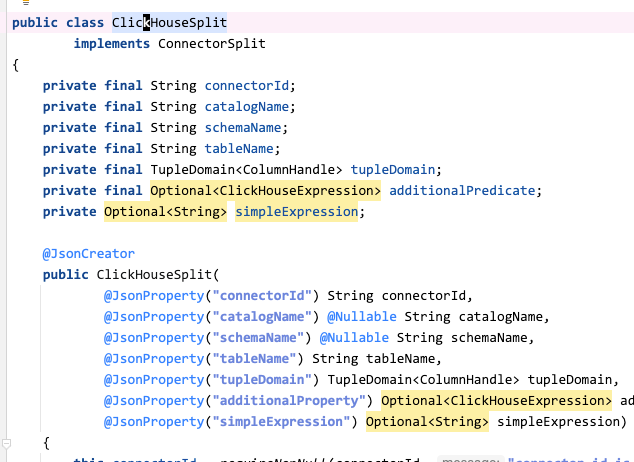 public class ClickHouseSplit
implements ConnectorSplit
{
private final String connectorId;
private final String catalogName;
private final String schemaName;
private final String tableName;
private final TupleDomain<ColumnHandle> tupleDomain;
private final Optional<ClickHouseExpression> additionalPredicate;
private Optional<String> simpleExpression;
@JsonCreator
public ClickHouseSplit(
@JsonProperty("connectorId") String connectorId,
@JsonProperty("catalogName") @Nullable String catalogName,
@JsonProperty("schemaName") @Nullable String schemaName,
@JsonProperty("tableName") String tableName,
@JsonProperty("tupleDomain") TupleDomain<ColumnHandle> tupleDomain,
@JsonProperty("additionalProperty") Optional<ClickHouseExpression> ad
@JsonProperty("simpleExpression") Optional<String> simpleExpression)
{